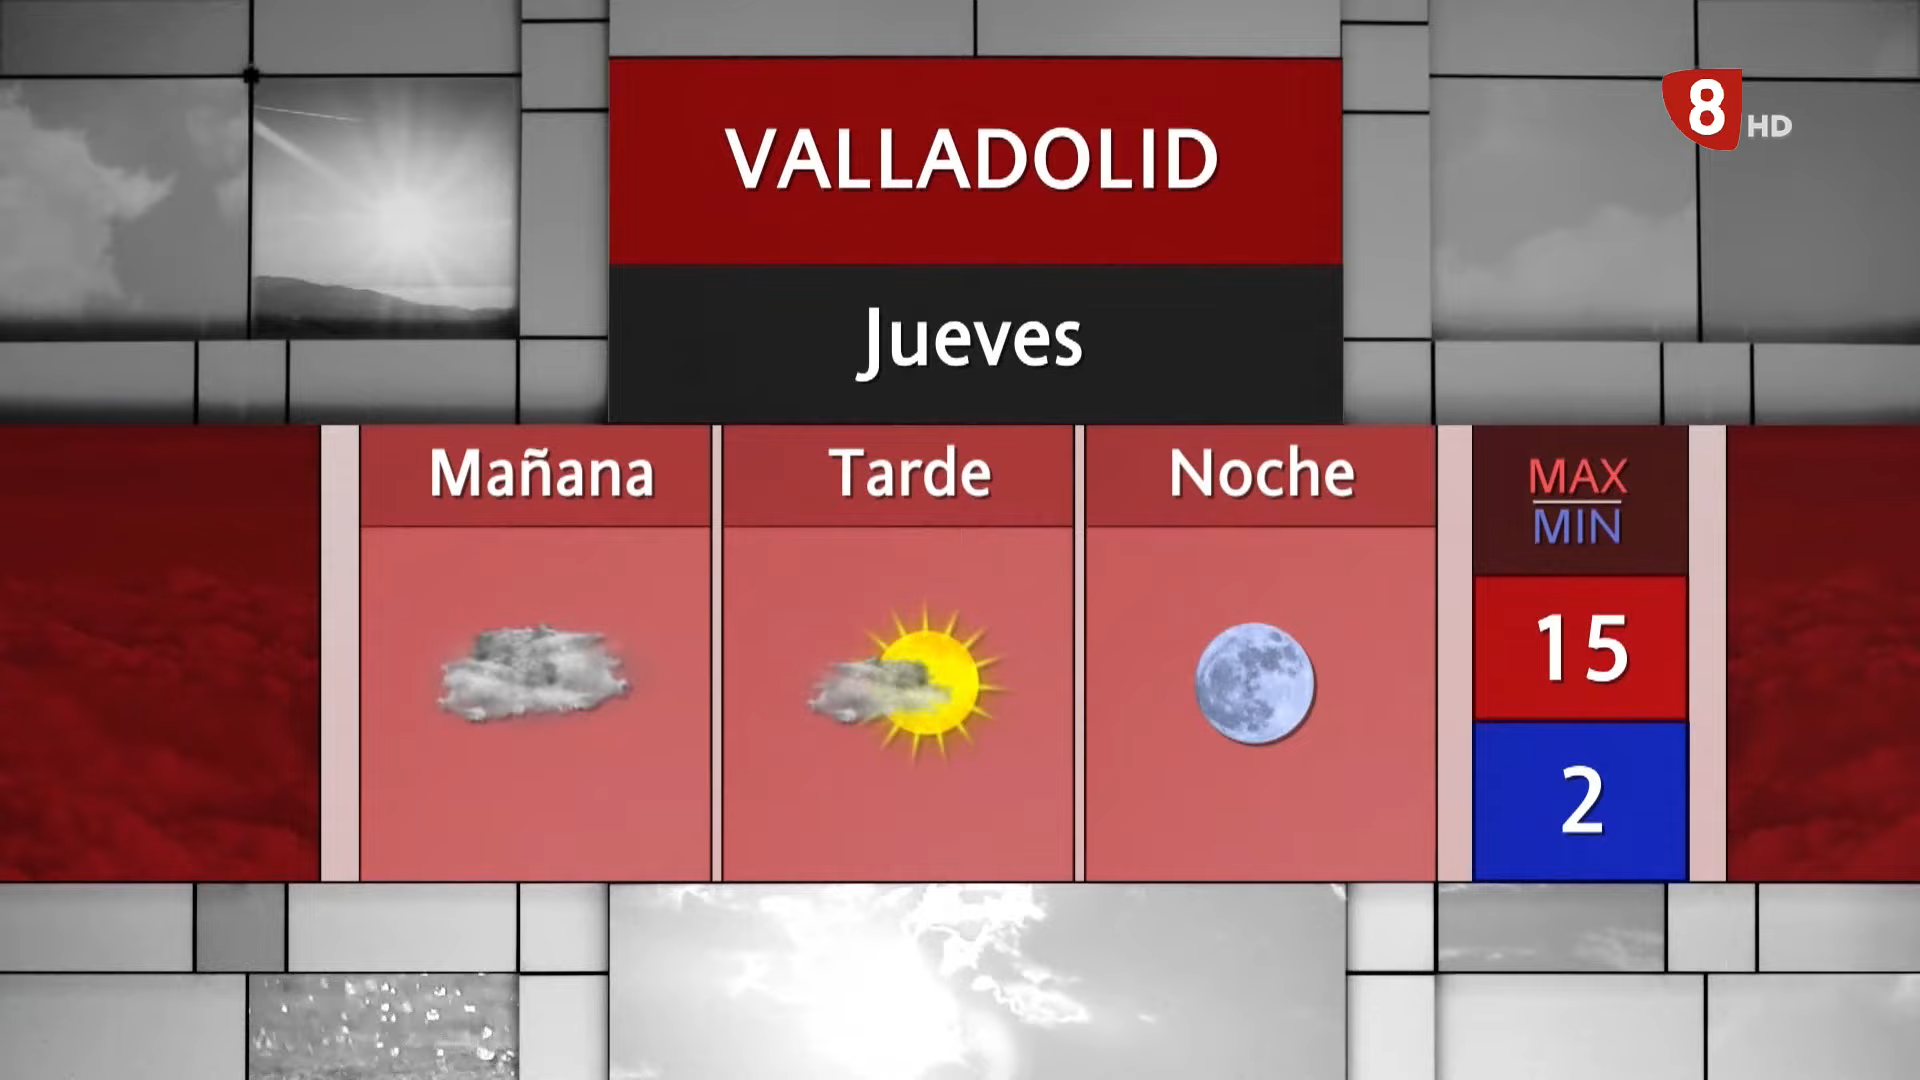 8 HD
VALLADOLID
Jueves
Mañana
Tarde
Noche
MAX
MIN
15
2